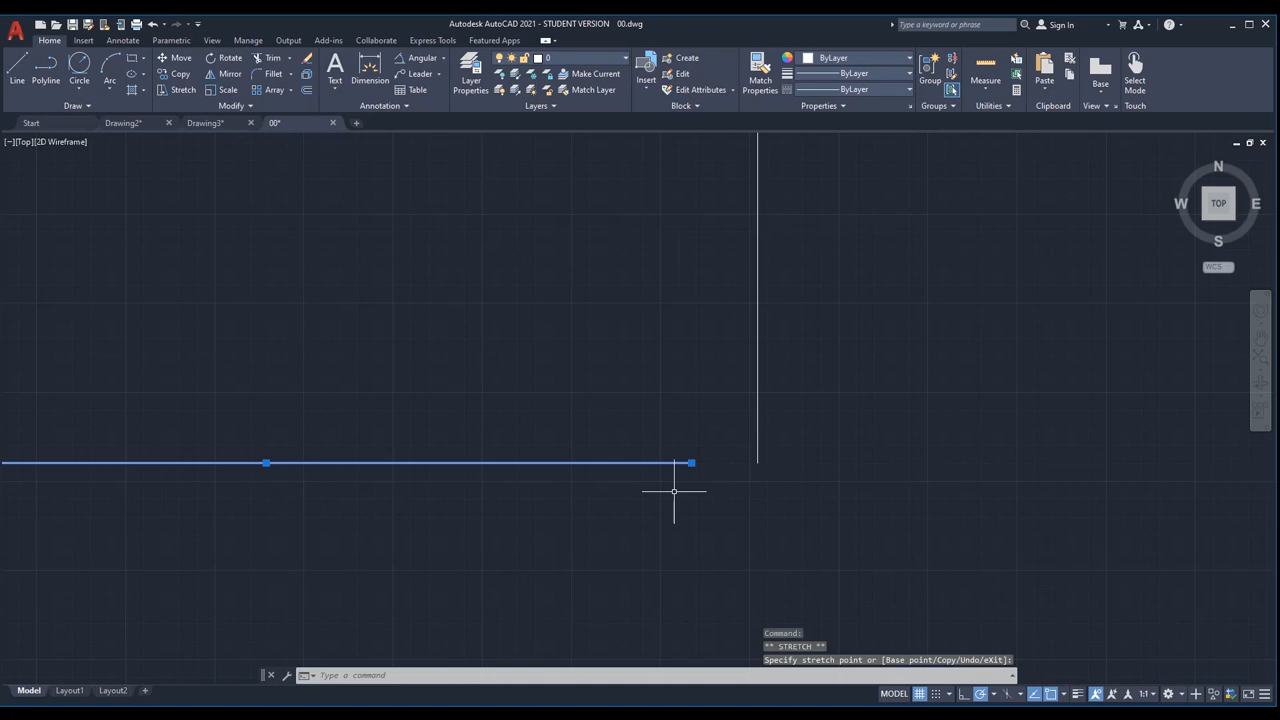 Autodesk AutoCAD 2021 - STUDENT VERSION 00.dwg
Type a keyword or phrase
Sign In
Home Insert Annotate Parametric View Manage Output Add-ins Collaborate Express Tools Featured Apps
Line Polyline Circle Arc
Move Rotate Trim
Copy Mirror Fillet
Stretch Scale Array
Text Dimension
Angular
Leader
Table
Layer Properties
0
Make Current
Match Layer
Insert
Create
Edit
Edit Attributes
Match Properties
ByLayer
ByLayer
ByLayer
Group
Measure
Paste
Base
Select Mode
Draw Modify Annotation Layers Block Properties Groups Utilities Clipboard View Touch
Start Drawing2* Drawing3* 00*
[−][Top][2D Wireframe]
N
W TOP E
S
WCS
Command:
** STRETCH **
Specify stretch point or [Base point/Copy/Undo/eXit]:
Type a command
Model Layout1 Layout2
MODEL 1:1